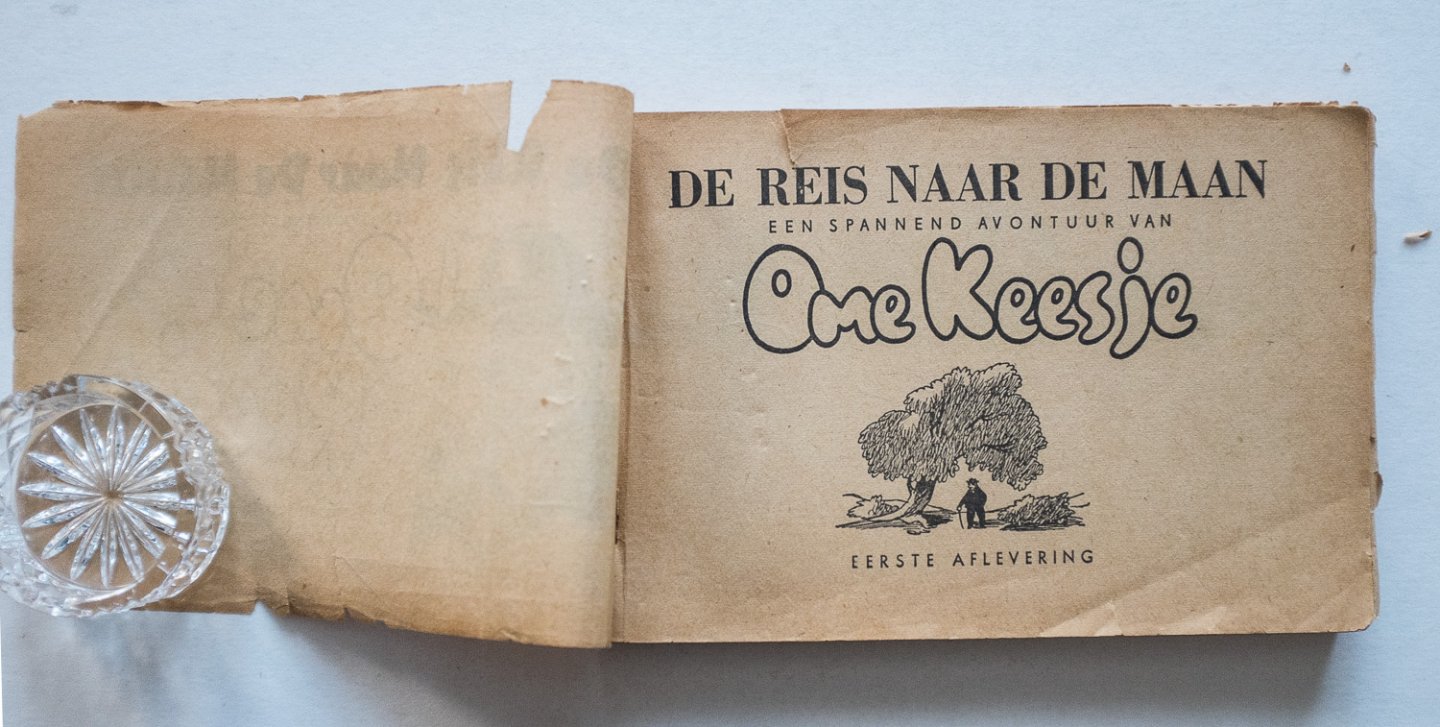 DE REIS NAAR DE MAAN
EEN SPANNEND AVONTUUR VAN
Ome Keesje
EERSTE AFLEVERING